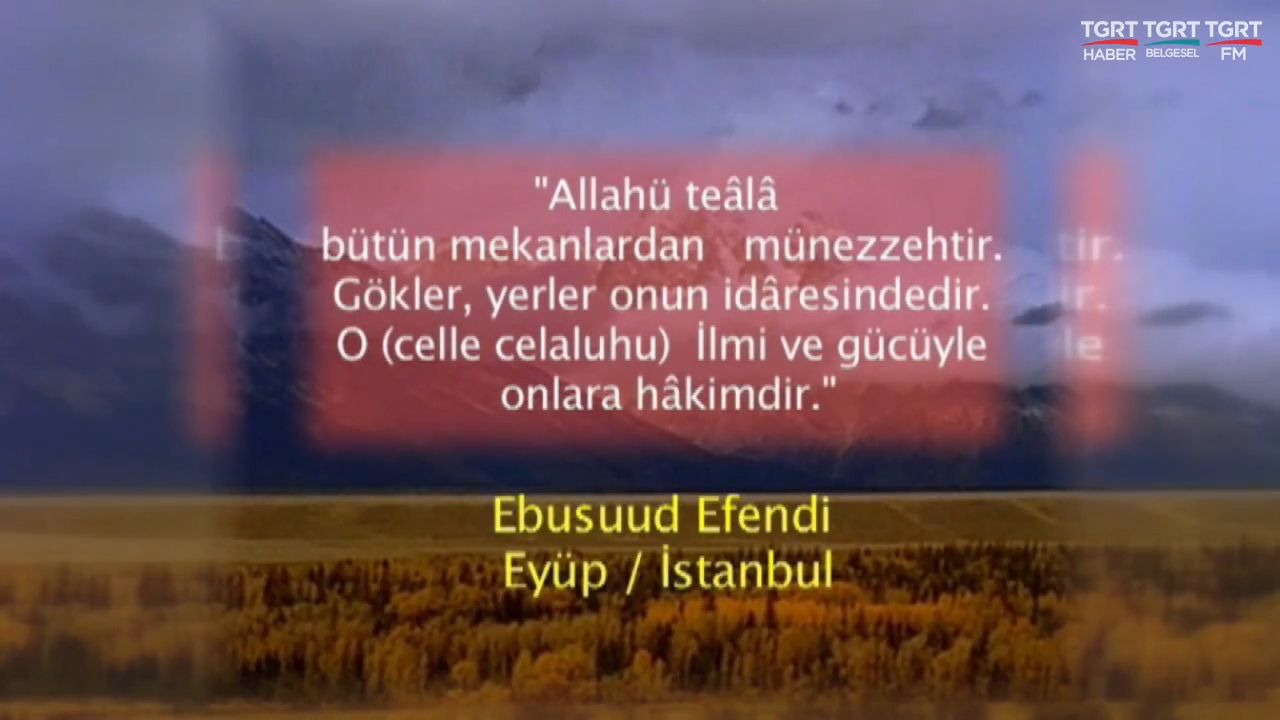 TGRT TGRT TGRT
HABER BELGESEL FM
"Allahü teâlâ
bütün mekanlardan münezzehtir.
Gökler, yerler onun idâresindedir.
O (celle celaluhu) İlmi ve gücüyle
onlara hâkimdir."
Ebusuud Efendi
Eyüp / İstanbul